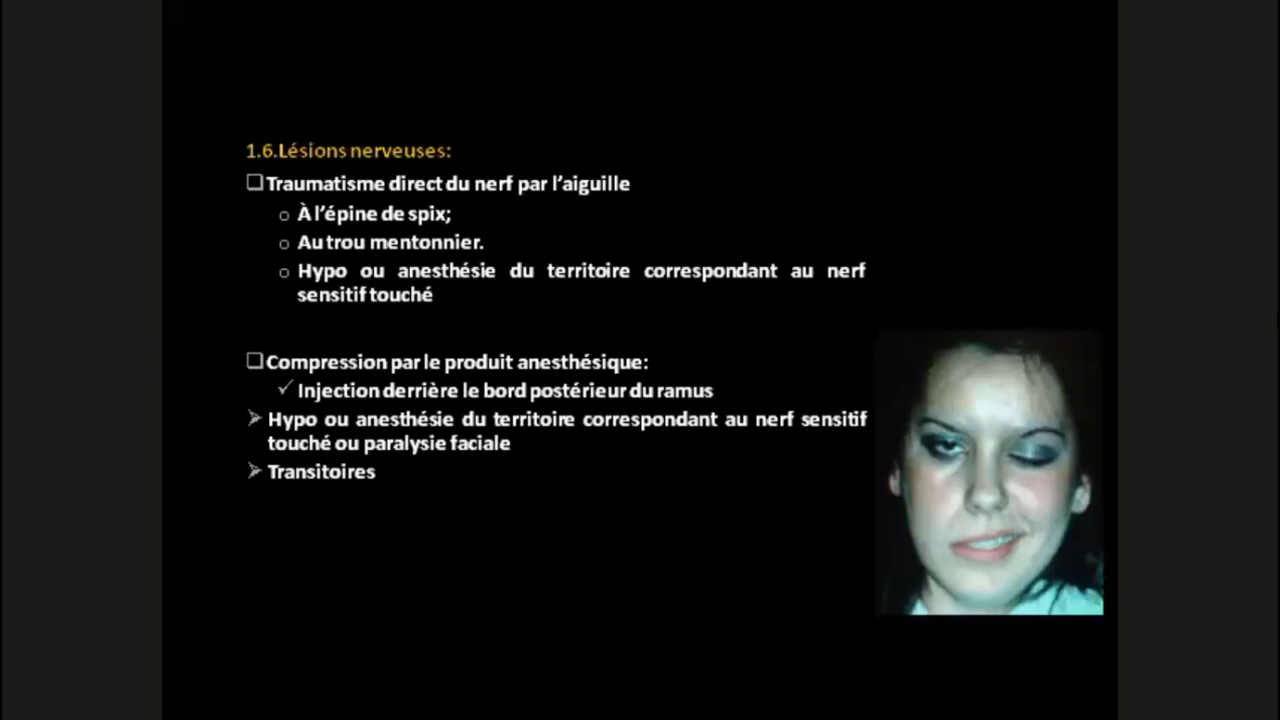 1.6.Lésions nerveuses:
Traumatisme direct du nerf par l'aiguille
À l'épine de spix;
Au trou mentonnier.
Hypo ou anesthésie du territoire correspondant au nerf
sensitif touché
Compression par le produit anesthésique:
Injection derrière le bord postérieur du ramus
Hypo ou anesthésie du territoire correspondant au nerf sensitif
touché ou paralysie faciale
Transitoires